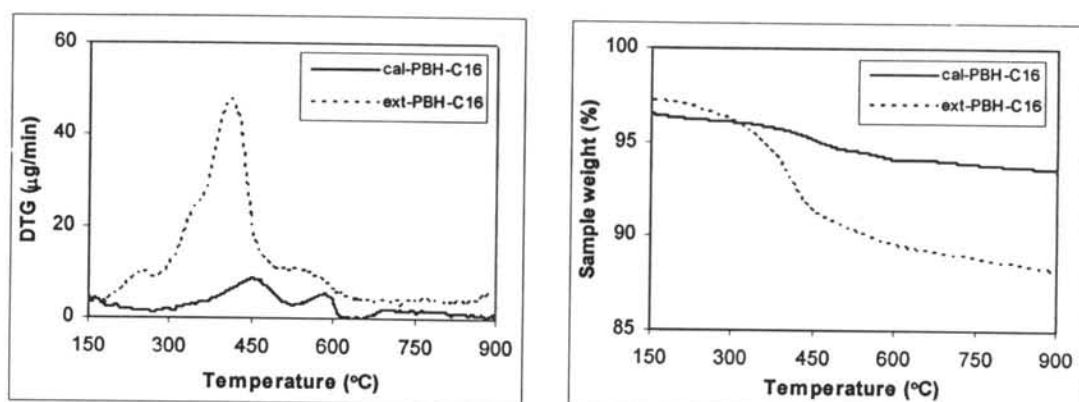 60
40
20
0
DTG (µg/min)
cal-PBH-C16
ext-PBH-C16
150 300 450 600 750 900
Temperature (°C)
100
95
90
85
Sample weight (%)
cal-PBH-C16
ext-PBH-C16
150 300 450 600 750 900
Temperature (°C)